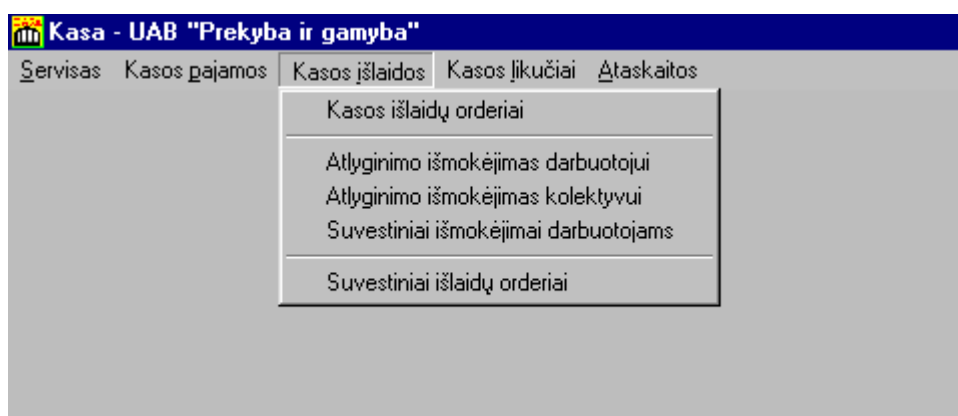 Kasa - UAB "Prekyba ir gamyba"
Servisas Kasos pajamos Kasos išlaidos Kasos likučiai Ataskaitos
Kasos išlaidų orderiai
Atlyginimo išmokėjimas darbuotojui
Atlyginimo išmokėjimas kolektyvui
Suvestiniai išmokėjimai darbuotojams
Suvestiniai išlaidų orderiai